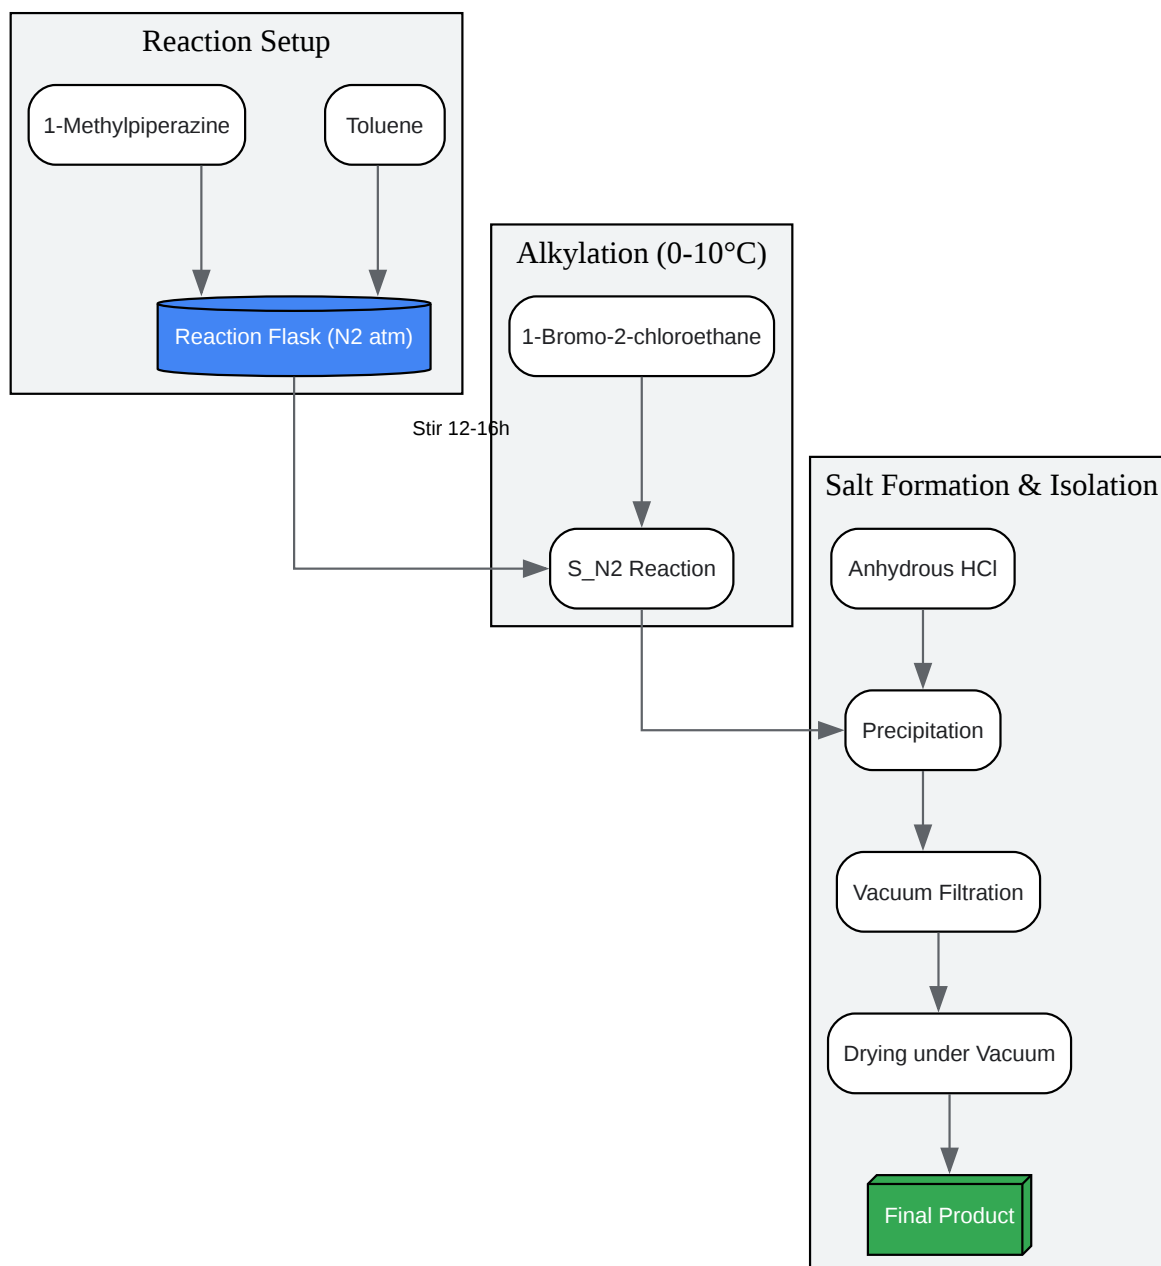 Reaction Setup
1-Methylpiperazine
Toluene
Reaction Flask (N2 atm)
Stir 12-16h
Alkylation (0-10°C)
1-Bromo-2-chloroethane
S_N2 Reaction
Salt Formation & Isolation
Anhydrous HCl
Precipitation
Vacuum Filtration
Drying under Vacuum
Final Product